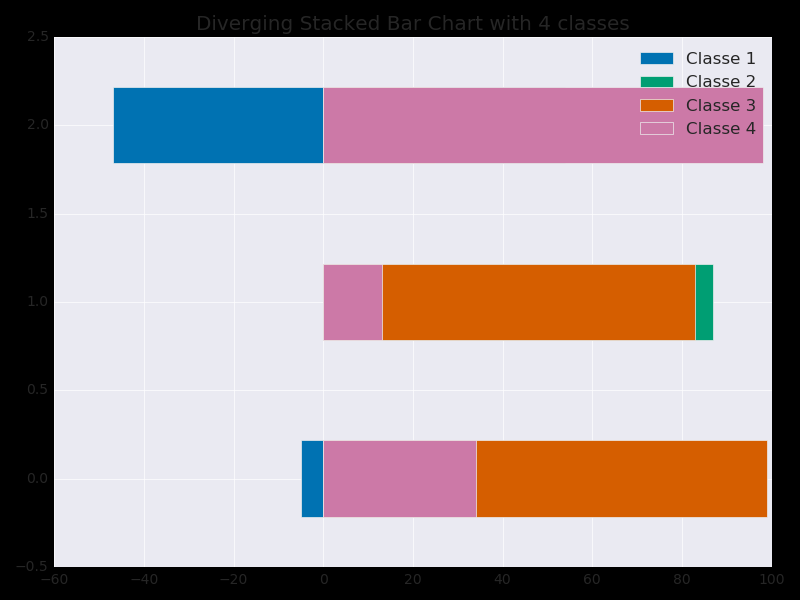 Diverging Stacked Bar Chart with 4 classes
2.5
2.0
1.5
1.0
0.5
0.0
−0.5
Classe 1
Classe 2
Classe 3
Classe 4
−60 −40 −20 0 20 40 60 80 100